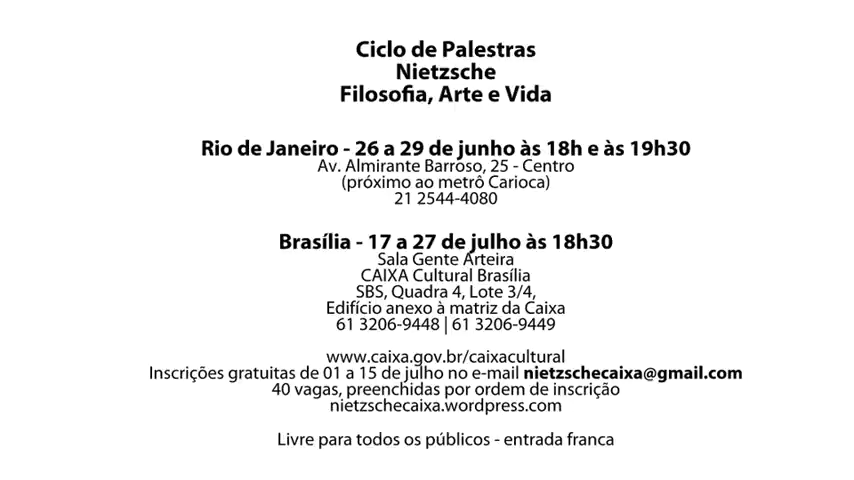 Ciclo de Palestras
Nietzsche
Filosofia, Arte e Vida
Rio de Janeiro - 26 a 29 de junho às 18h e às 19h30
Av. Almirante Barroso, 25 - Centro
(próximo ao metrô Carioca)
21 2544-4080
Brasília - 17 a 27 de julho às 18h30
Sala Gente Arteira
CAIXA Cultural Brasília
SBS, Quadra 4, Lote 3/4,
Edifício anexo à matriz da Caixa
61 3206-9448 | 61 3206-9449
www.caixa.gov.br/caixacultural
Inscrições gratuitas de 01 a 15 de julho no e-mail nietzschecaixa@gmail.com
40 vagas, preenchidas por ordem de inscrição
nietzschecaixa.wordpress.com
Livre para todos os públicos - entrada franca